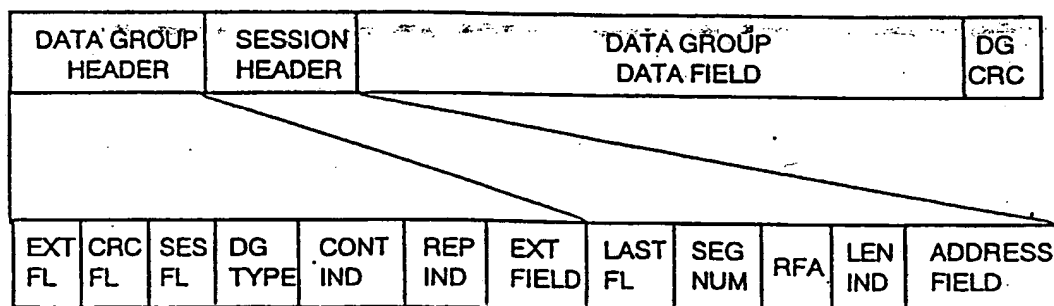 DATA GROUP SESSION DATA GROUP DG
HEADER HEADER DATA FIELD CRC
EXT CRC SES DG CONT REP EXT LAST SEG RFA LEN ADDRESS
FL FL FL TYPE IND IND FIELD FL NUM IND FIELD